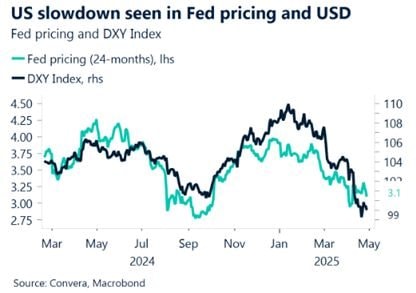 US slowdown seen in Fed pricing and USD
Fed pricing and DXY Index
Fed pricing (24-months), lhs
DXY Index, rhs
4.50 110
4.25 108
4.00 106
3.75 104
3.50
3.25 102
3.00 3.1
2.75 99
Mar May Jul Sep Nov Jan Mar May
2024 2025
Source: Convera, Macrobond